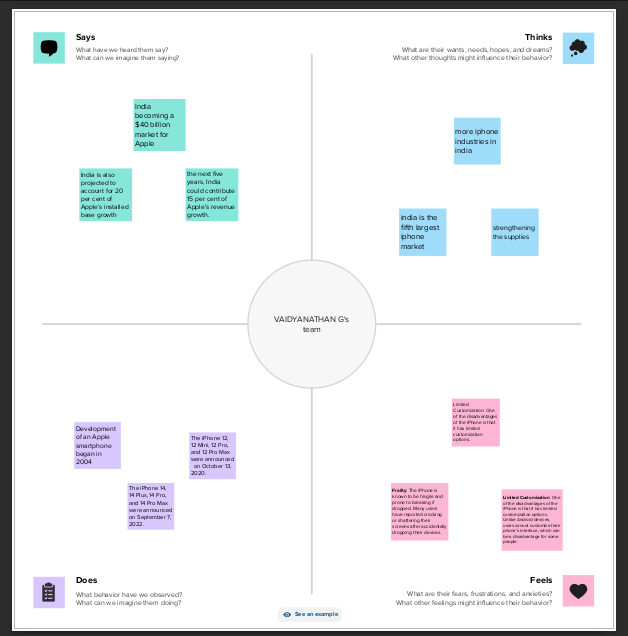 Says
What have we heard them say?
What can we imagine them saying?
Thinks
What are their wants, needs, hopes, and dreams?
What other thoughts might influence their behavior?
India
becoming a
$40 billion
market for
Apple
India is also
projected to
account for 20
per cent of
Apple's installed
base growth
the next five
years, India
could contribute
15 per cent of
Apple's revenue
growth.
more iphone
industries in
india
india is the
fifth largest
iphone
market
strengthening
the supplies
VAIDYANATHAN G's
team
Development
of an Apple
smartphone
began in
2004
The iPhone 12,
12 Mini, 12 Pro,
and 12 Pro Max
were announced
on October 13,
2020.
The iPhone 14,
14 Plus, 14 Pro,
and 14 Pro Max
were announced
on September 7,
2022.
Limited
Customization: One
of the disadvantages
of the iPhone is that
it has limited
customization
options.
Frailty: The iPhone is
known to be fragile and
prone to breaking if
dropped. Many users
have reported cracking
or shattering their
screens after accidentally
dropping their devices.
Limited Customization: One
of the disadvantages of the
iPhone is that it has limited
customization options.
Unlike Android devices,
users cannot customize their
phone's interface, which can
be a disadvantage for some
people.
Does
What behavior have we observed?
What can we imagine them doing?
Feels
What are their fears, frustrations, and anxieties?
What other feelings might influence their behavior?
See an example